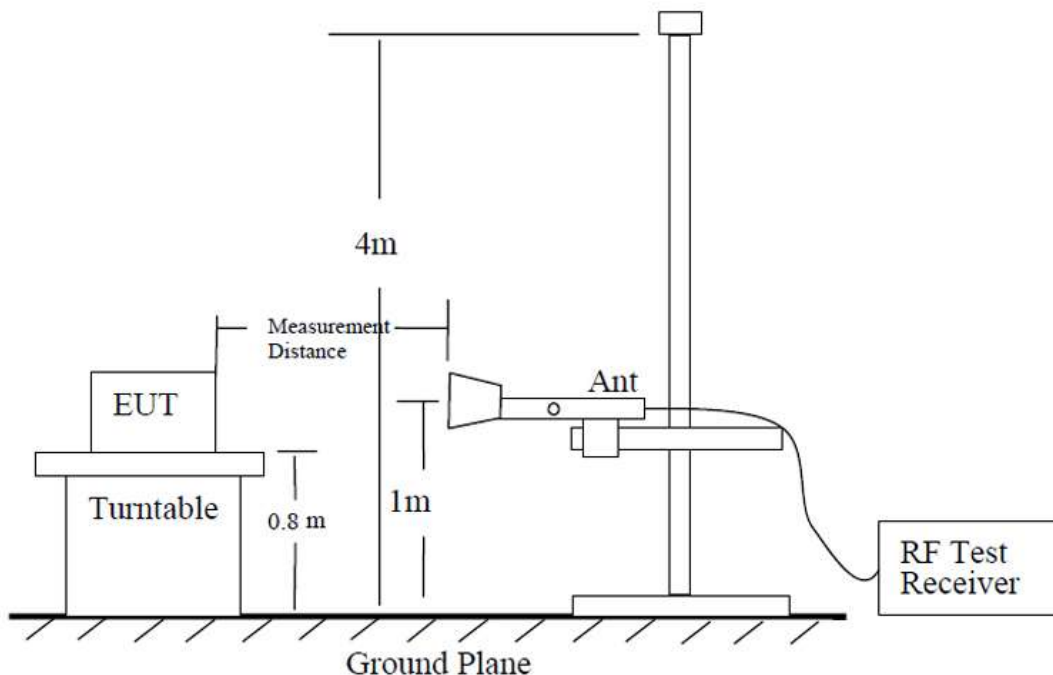 4m
Measurement
Distance
EUT
Ant
Turntable
0.8 m
1m
RF Test
Receiver
Ground Plane